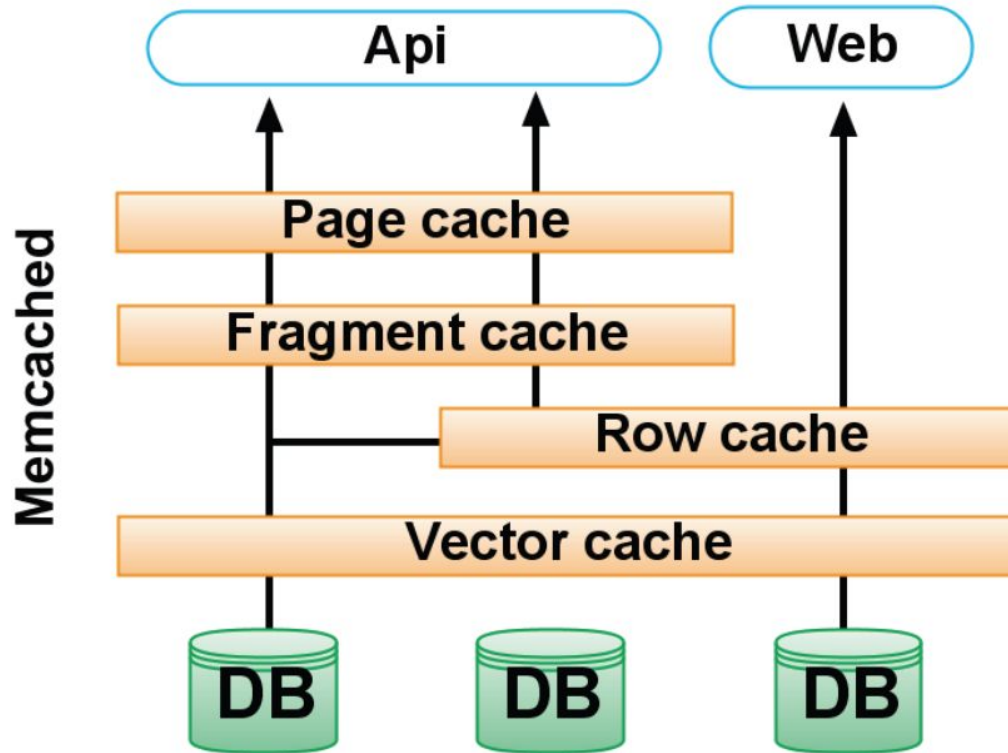 Api
Web
Memcached
Page cache
Fragment cache
Row cache
Vector cache
DB
DB
DB